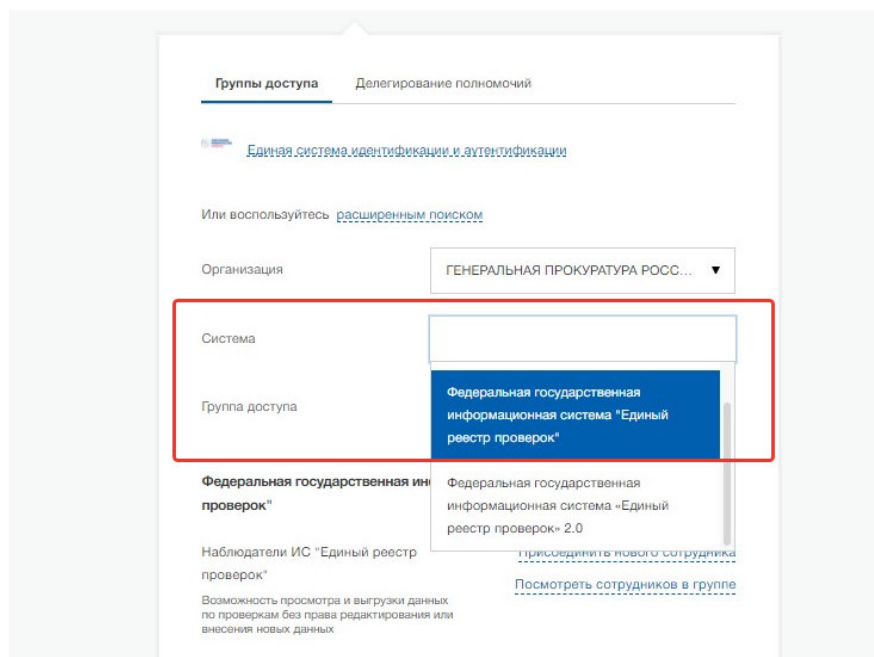 Группы доступа Делегирование полномочий
Единая система идентификации и аутентификации
Или воспользуйтесь расширенным поиском
Организация ГЕНЕРАЛЬНАЯ ПРОКУРАТУРА РОСС... ▼
Система
Группа доступа
Федеральная государственная
информационная система "Единый
реестр проверок"
Федеральная государственная
информационная система «Единый
реестр проверок» 2.0
Федеральная государственная
проверок"
Наблюдатели ИС "Единый реестр
проверок"
Возможность просмотра и выгрузки данных
по проверкам без права редактирования или
внесения новых данных
Присоединить нового сотрудника
Посмотреть сотрудников в группе